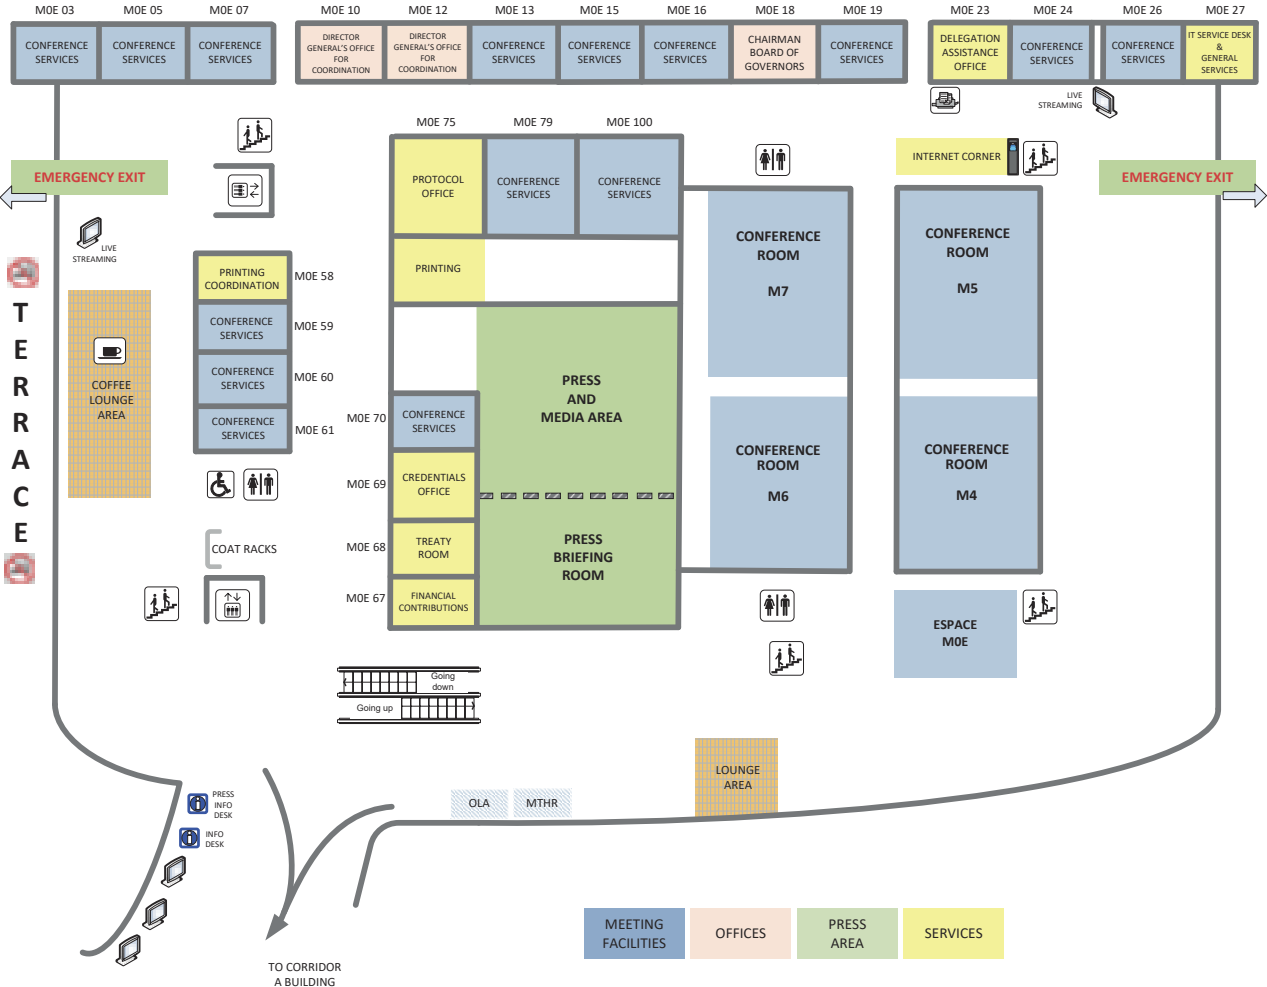 M0E 03
M0E 05
M0E 07
M0E 10
M0E 12
M0E 13
M0E 15
M0E 16
M0E 18
M0E 19
M0E 23
M0E 24
M0E 26
M0E 27
CONFERENCE
SERVICES
CONFERENCE
SERVICES
CONFERENCE
SERVICES
DIRECTOR
GENERAL'S OFFICE
FOR
COORDINATION
DIRECTOR
GENERAL'S OFFICE
FOR
COORDINATION
CONFERENCE
SERVICES
CONFERENCE
SERVICES
CONFERENCE
SERVICES
CHAIRMAN
BOARD OF
GOVERNORS
CONFERENCE
SERVICES
DELEGATION
ASSISTANCE
OFFICE
CONFERENCE
SERVICES
CONFERENCE
SERVICES
IT SERVICE DESK
&
GENERAL
SERVICES
LIVE
STREAMING
M0E 75
M0E 79
M0E 100
INTERNET CORNER
EMERGENCY EXIT
EMERGENCY EXIT
PROTOCOL
OFFICE
CONFERENCE
SERVICES
CONFERENCE
SERVICES
LIVE
STREAMING
CONFERENCE
ROOM
M7
CONFERENCE
ROOM
M5
PRINTING
PRINTING
COORDINATION
M0E 58
CONFERENCE
SERVICES
M0E 59
CONFERENCE
SERVICES
M0E 60
CONFERENCE
SERVICES
M0E 61
TERRACE
COFFEE
LOUNGE
AREA
PRESS
AND
MEDIA AREA
M0E 70
CONFERENCE
SERVICES
M0E 69
CREDENTIALS
OFFICE
CONFERENCE
ROOM
M6
CONFERENCE
ROOM
M4
COAT RACKS
M0E 68
TREATY
ROOM
PRESS
BRIEFING
ROOM
M0E 67
FINANCIAL
CONTRIBUTIONS
ESPACE
M0E
Going
down
Going up
LOUNGE
AREA
OLA
MTHR
PRESS
INFO
DESK
INFO
DESK
TO CORRIDOR
A BUILDING
MEETING
FACILITIES
OFFICES
PRESS
AREA
SERVICES